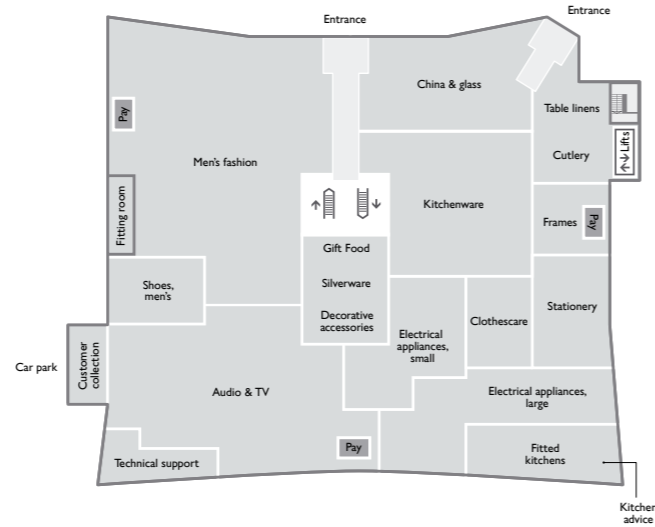 Entrance
Entrance
China & glass
Table linens
Pay
Lifts
Men's fashion
Cutlery
Kitchenware
Fitting room
Frames
Pay
Gift Food
Shoes,
men's
Silverware
Stationery
Decorative
accessories
Clothescare
Electrical
appliances,
small
Car park
Customer
collection
Audio & TV
Electrical appliances,
large
Pay
Technical support
Fitted
kitchens
advice